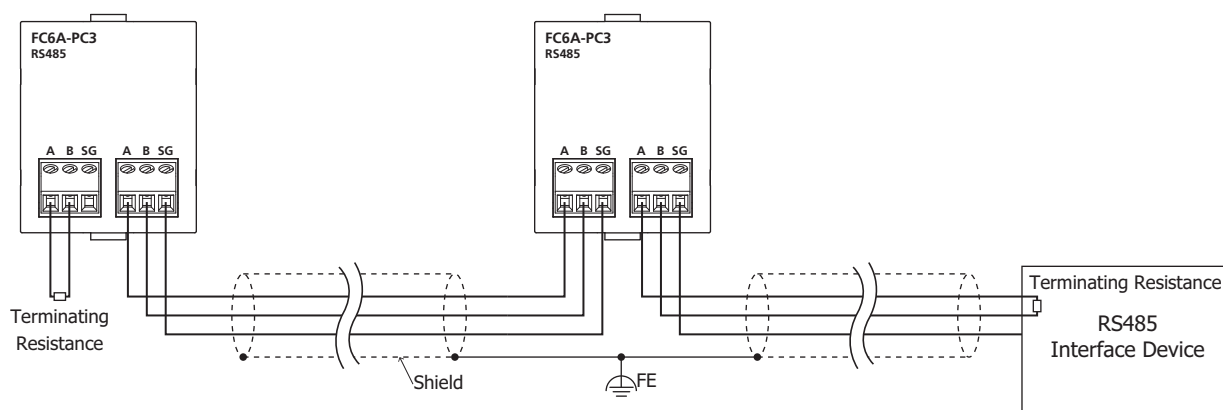 FC6A-PC3
RS485
A B SG A B SG
Terminating
Resistance
FC6A-PC3
RS485
A B SG A B SG
Shield
FE
Terminating Resistance
RS485
Interface Device